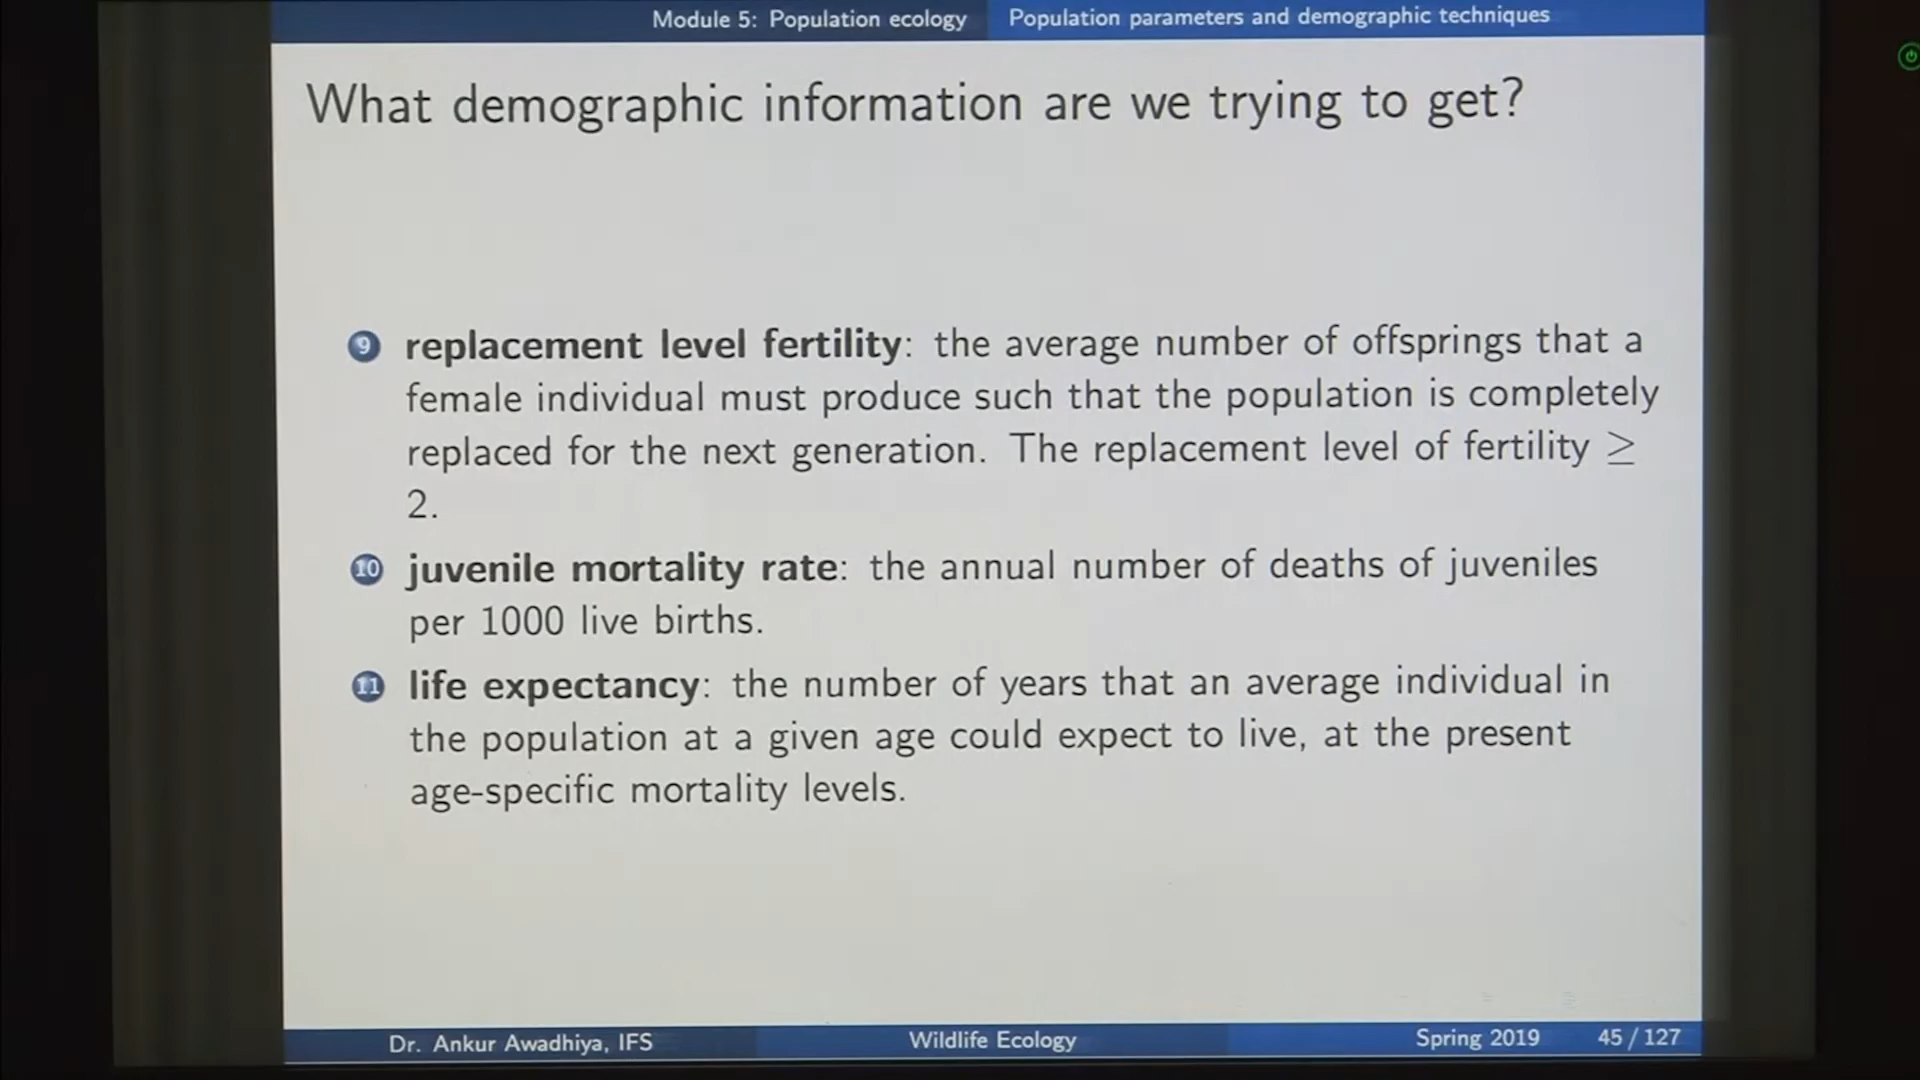 Module 5: Population ecology Population parameters and demographic techniques
What demographic information are we trying to get?
9 replacement level fertility: the average number of offsprings that a
female individual must produce such that the population is completely
replaced for the next generation. The replacement level of fertility ≥
2.
10 juvenile mortality rate: the annual number of deaths of juveniles
per 1000 live births.
11 life expectancy: the number of years that an average individual in
the population at a given age could expect to live, at the present
age-specific mortality levels.
Dr. Ankur Awadhiya, IFS Wildlife Ecology Spring 2019 45 / 127